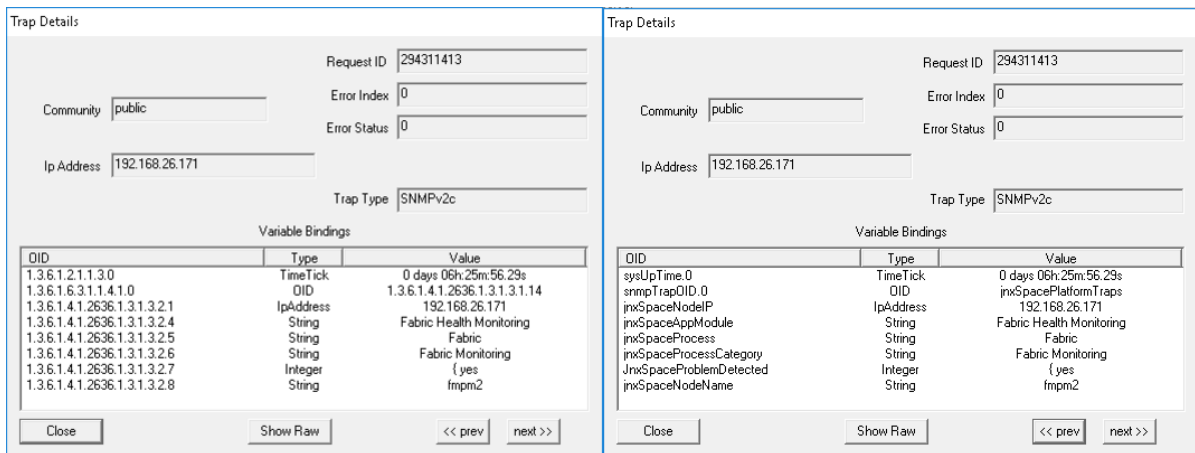 Trap Details
Request ID 294311413
Error Index 0
Community public
Error Status 0
Ip Address 192.168.26.171
Trap Type SNMPv2c
Variable Bindings
OID Type Value
1.3.6.1.2.1.1.3.0 TimeTick 0 days 06h:25m:56.29s
1.3.6.1.6.3.1.1.4.1.0 OID 1.3.6.1.4.1.2636.1.3.1.3.1.14
1.3.6.1.4.1.2636.1.3.1.3.2.1 IpAddress 192.168.26.171
1.3.6.1.4.1.2636.1.3.1.3.2.4 String Fabric Health Monitoring
1.3.6.1.4.1.2636.1.3.1.3.2.5 String Fabric
1.3.6.1.4.1.2636.1.3.1.3.2.6 String Fabric Monitoring
1.3.6.1.4.1.2636.1.3.1.3.2.7 Integer { yes
1.3.6.1.4.1.2636.1.3.1.3.2.8 String fmpm2
Close Show Raw << prev next >>
Trap Details
Request ID 294311413
Error Index 0
Community public
Error Status 0
Ip Address 192.168.26.171
Trap Type SNMPv2c
Variable Bindings
OID Type Value
sysUpTime.0 TimeTick 0 days 06h:25m:56.29s
snmpTrapOID.0 OID jnxSpacePlatformTraps
jnxSpaceNodeIP IpAddress 192.168.26.171
jnxSpaceAppModule String Fabric Health Monitoring
jnxSpaceProcess String Fabric
jnxSpaceProcessCategory String Fabric Monitoring
JnxSpaceProblemDetected Integer { yes
jnxSpaceNodeName String fmpm2
Close Show Raw << prev next >>